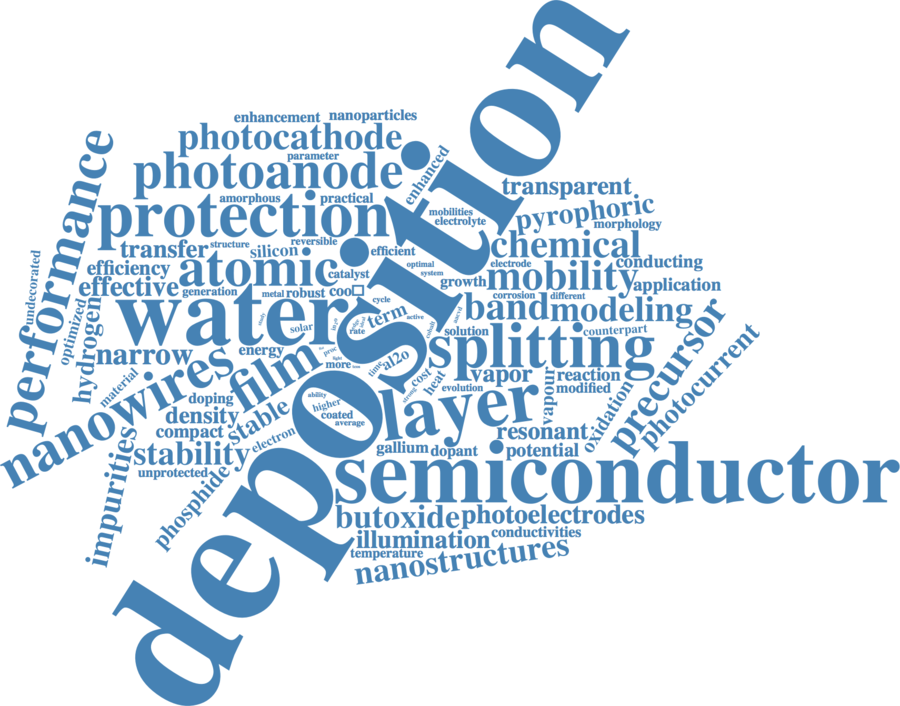 deposition
enhancement
nanoparticles
photocathode
parameter
photoanode
enhanced
performance
amorphous
practical
protection
mobilities
electrolyte
transparent
pyrophoric
morphology
transfer
structure
silicon
reversible
efficient
chemical
undecorated
efficiency
atomic
catalyst
optimal
system
electrode
conducting
effective
generation
metal
robust
growth
mobility
application
optimized
hydrogen
water
solar
cycle
term
active
rate
corrosion
different
band
modeling
narrow
energy
more
time
al2o
solution
splitting
counterpart
precursor
photocurrent
material
nanowires
film
cost
heat
vapor
evolution
reaction
modified
doping
density
stable
ability
higher
coated
average
layer
vapour
oxidation
compact
electron
resonant
impurities
stability
unprotected
gallium
dopant
potential
phosphide
semiconductor
butoxide
photoelectrodes
illumination
conductivities
temperature
nanostructures